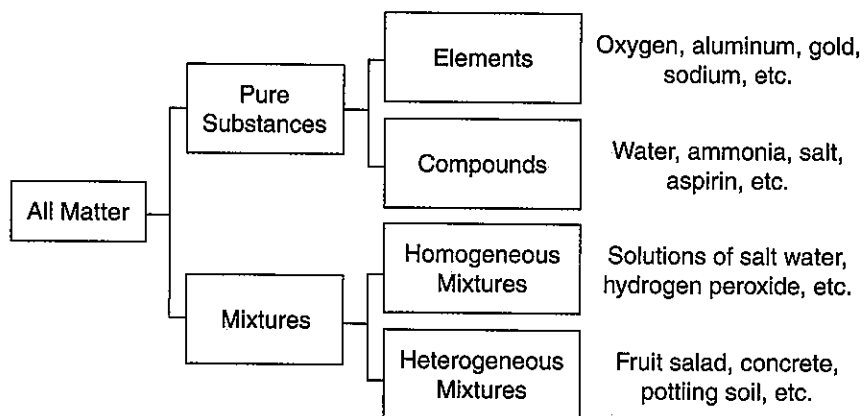 Elements
Oxygen, aluminum, gold,
sodium, etc.
Pure
Substances
Compounds
Water, ammonia, salt,
aspirin, etc.
All Matter
Homogeneous
Mixtures
Solutions of salt water,
hydrogen peroxide, etc.
Mixtures
Heterogeneous
Mixtures
Fruit salad, concrete,
pottiing soil, etc.